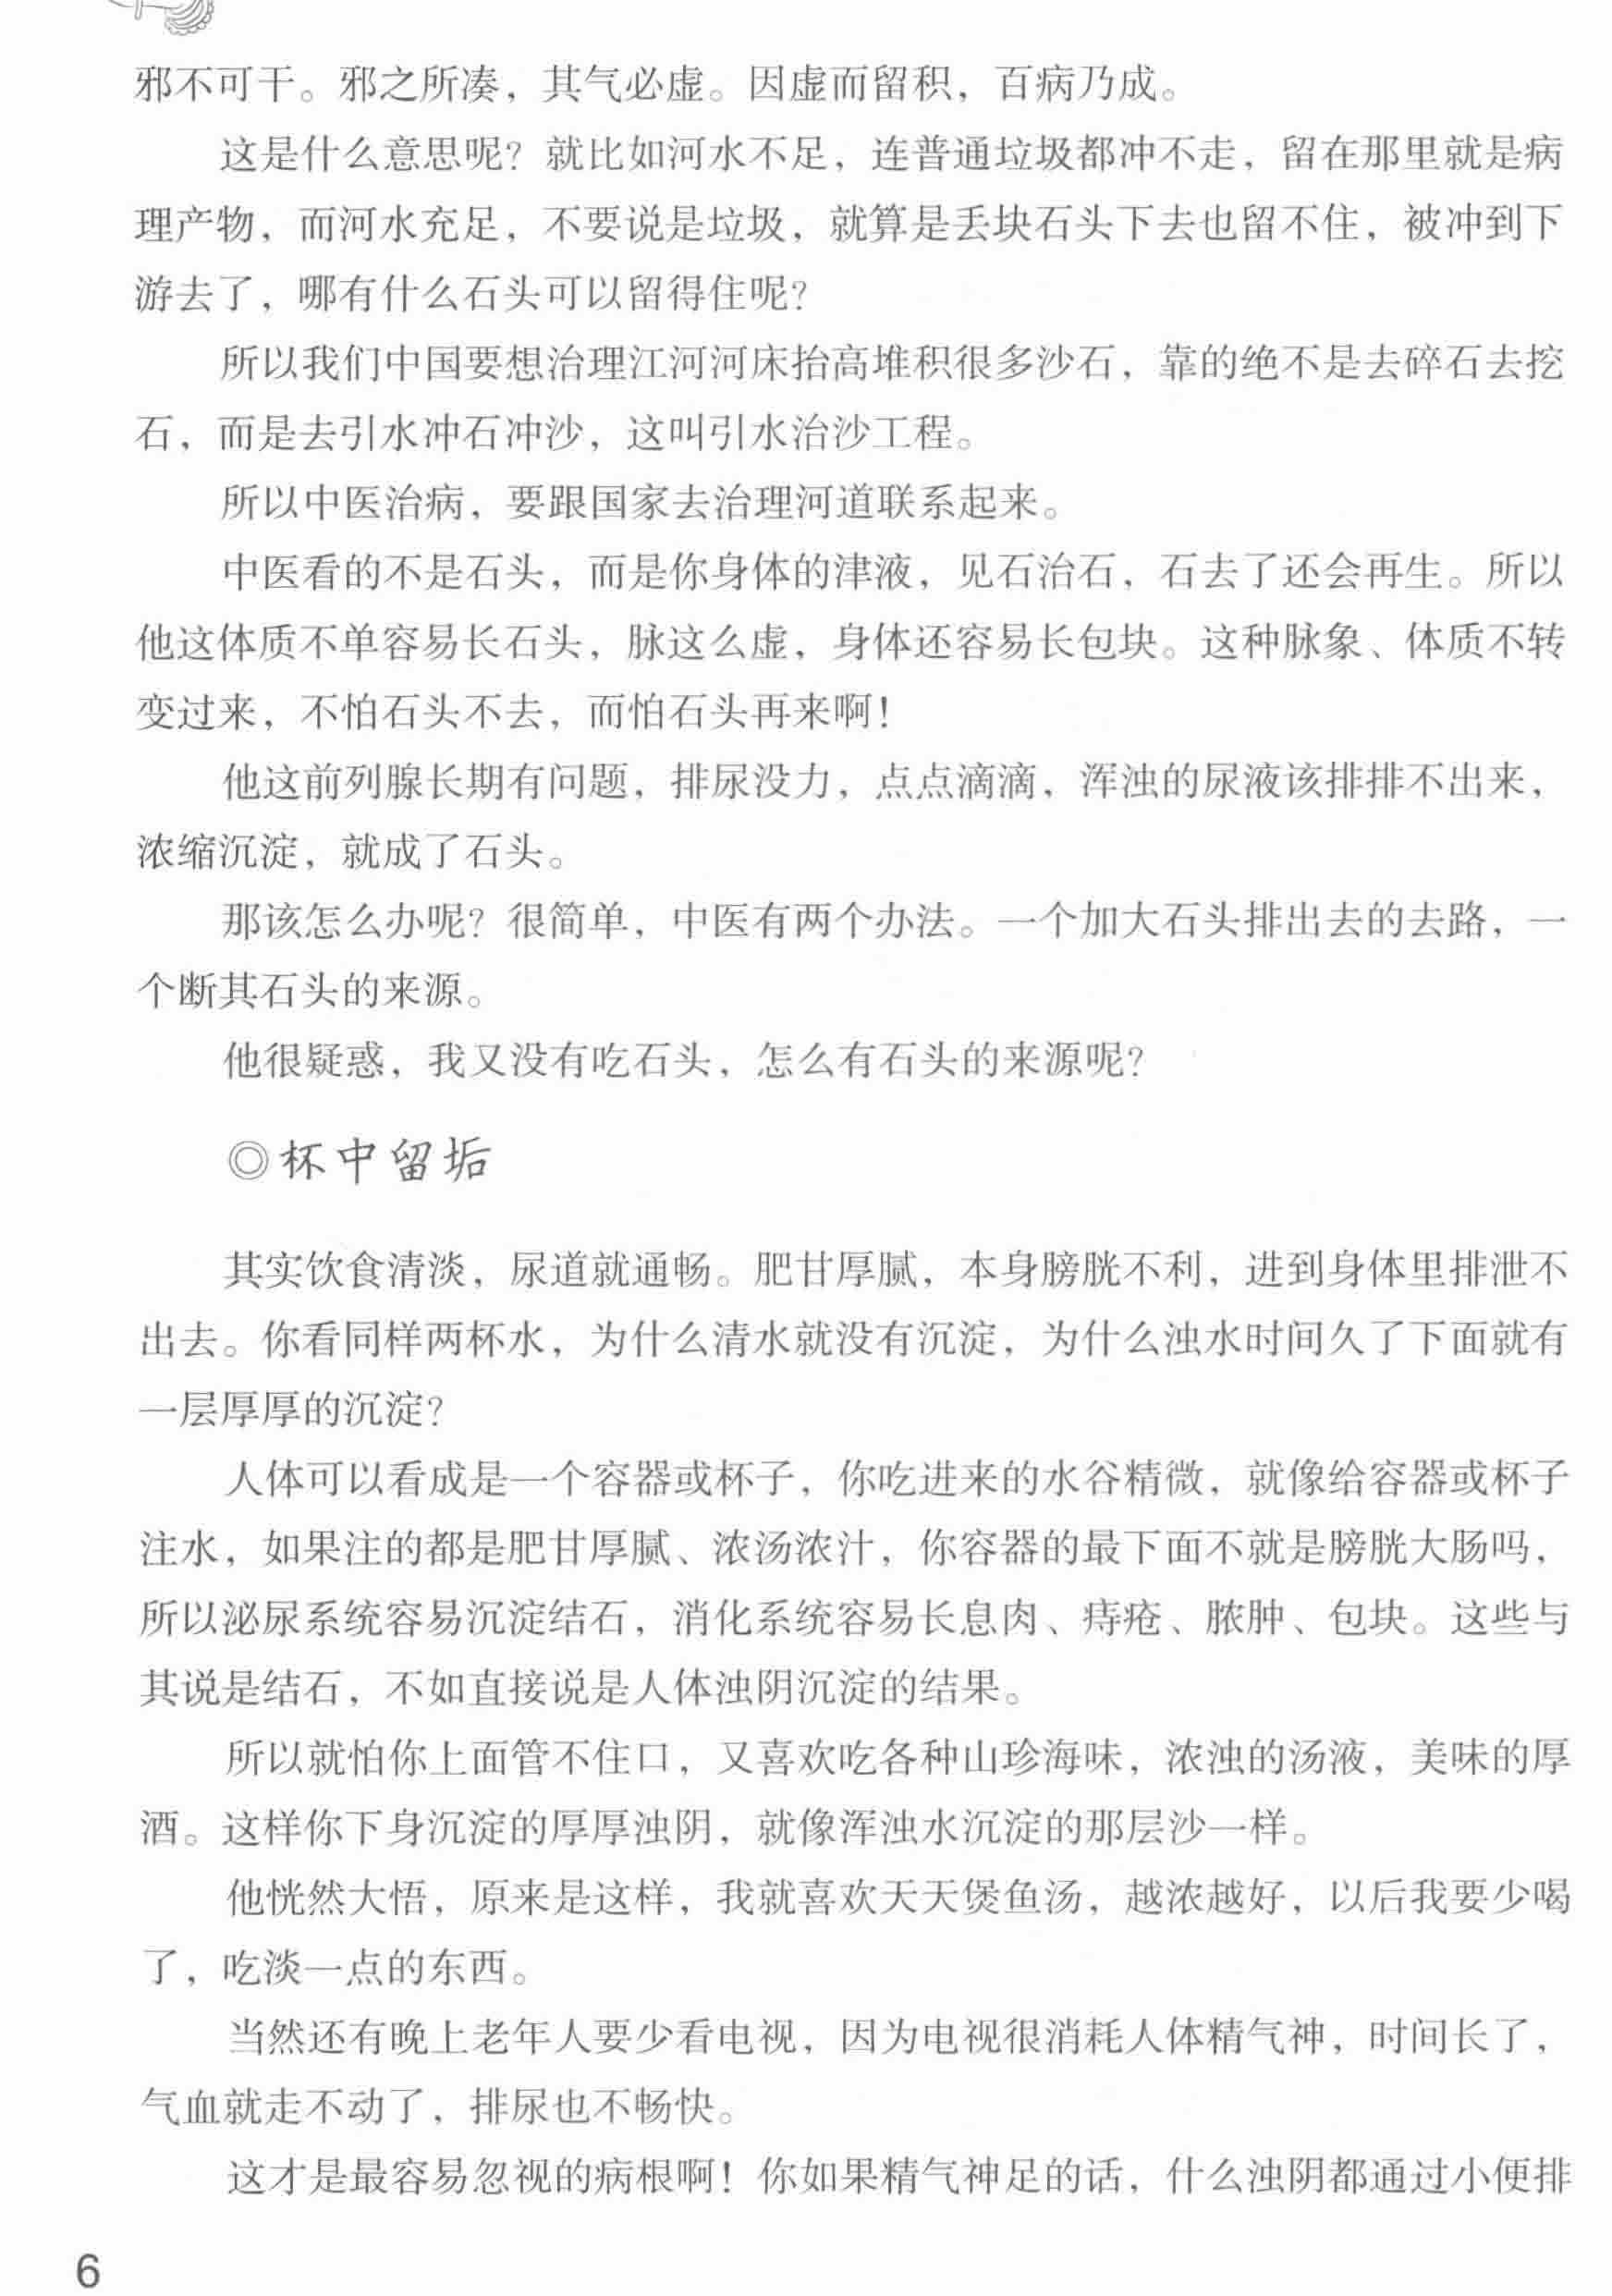 邪不可干。邪之所凑，其气必虚。因虚而留积，百病乃成。
这是什么意思呢？就比如河水不足，连普通垃圾都冲不走，留在那里就是病
理产物，而河水充足，不要说是垃圾，就算是丢块石头下去也留不住，被冲到下
游去了，哪有什么石头可以留得住呢？
所以我们中国要想治理江河河床抬高堆积很多沙石，靠的绝不是去碎石去挖
石，而是去引水冲石冲沙，这叫引水治沙工程。
所以中医治病，要跟国家去治理河道联系起来。
中医看的不是石头，而是你身体的津液，见石治石，石去了还会再生。所以
他这体质不单容易长石头，脉这么虚，身体还容易长包块。这种脉象、体质不转
变过来，不怕石头不去，而怕石头再来啊！
他这前列腺长期有问题，排尿没力，点点滴滴，浑浊的尿液该排排不出来，
浓缩沉淀，就成了石头。
那该怎么办呢？很简单，中医有两个办法。一个加大石头排出去的去路，一
个断其石头的来源。
他很疑惑，我又没有吃石头，怎么有石头的来源呢？
◎杯中留垢
其实饮食清淡，尿道就通畅。肥甘厚腻，本身膀胱不利，进到身体里排泄不
出去。你看同样两杯水，为什么清水就没有沉淀，为什么浊水时间久了下面就有
一层厚厚的沉淀？
人体可以看成是一个容器或杯子，你吃进来的水谷精微，就像给容器或杯子
注水，如果注的都是肥甘厚腻、浓汤浓汁，你容器的最下面不就是膀胱大肠吗，
所以泌尿系统容易沉淀结石，消化系统容易长息肉、痔疮、脓肿、包块。这些与
其说是结石，不如直接说是人体浊阴沉淀的结果。
所以就怕你上面管不住口，又喜欢吃各种山珍海味，浓浊的汤液，美味的厚
酒。这样你下身沉淀的厚厚浊阴，就像浑浊水沉淀的那层沙一样。
他恍然大悟，原来是这样，我就喜欢天天煲鱼汤，越浓越好，以后我要少喝
了，吃淡一点的东西。
当然还有晚上老年人要少看电视，因为电视很消耗人体精气神，时间长了，
气血就走不动了，排尿也不畅快。
这才是最容易忽视的病根啊！你如果精气神足的话，什么浊阴都通过小便排
6